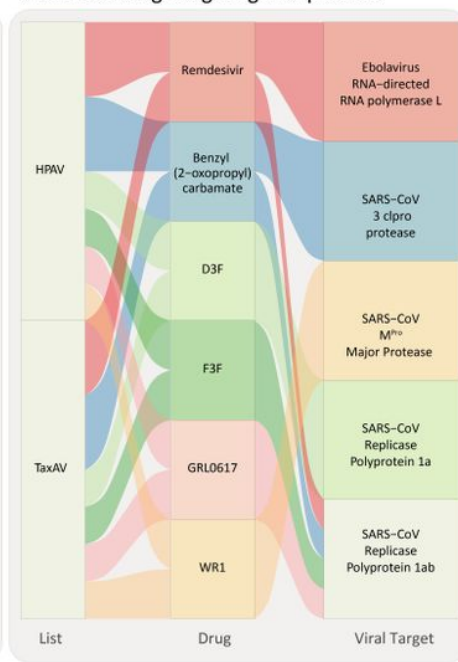 HPAV
TaxAV
List
Remdesivir
Benzyl
(2−oxopropyl)
carbamate
D3F
F3F
GRL0617
WR1
Drug
Ebolavirus
RNA−directed
RNA polymerase L
SARS−CoV
3 clpro
protease
SARS−CoV
Mᴾʳᵒ
Major Protease
SARS−CoV
Replicase
Polyprotein 1a
SARS−CoV
Replicase
Polyprotein 1ab
Viral Target